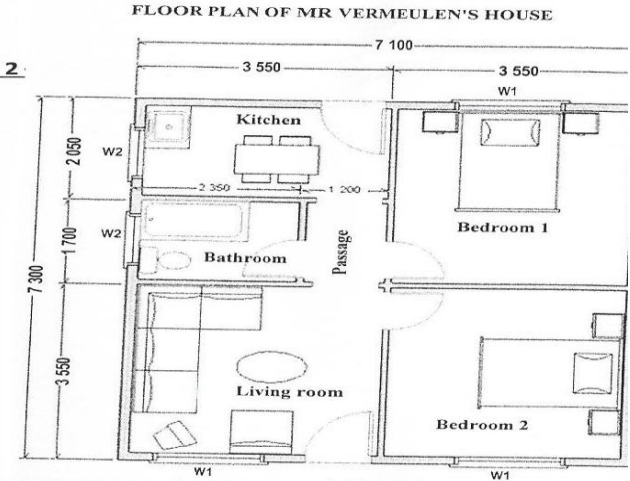 FLOOR PLAN OF MR VERMEULEN'S HOUSE
7 100
2
3 550
3 550
W1
Kitchen
W2
2 050
2 350
1 200
Bedroom 1
W2
1 700
Bathroom
Passage
7 300
3 550
Living room
Bedroom 2
W1
W1